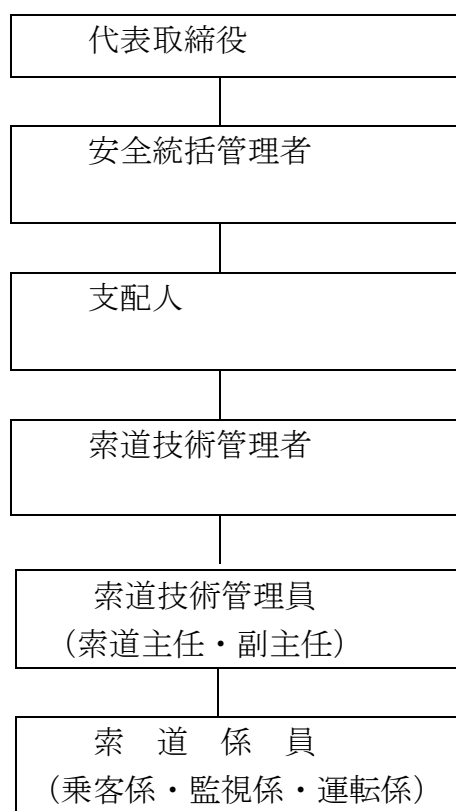 代表取締役
安全統括管理者
支配人
索道技術管理者
索道技術管理員
（索道主任・副主任）
索　道　係　員
（乗客係・監視係・運転係）